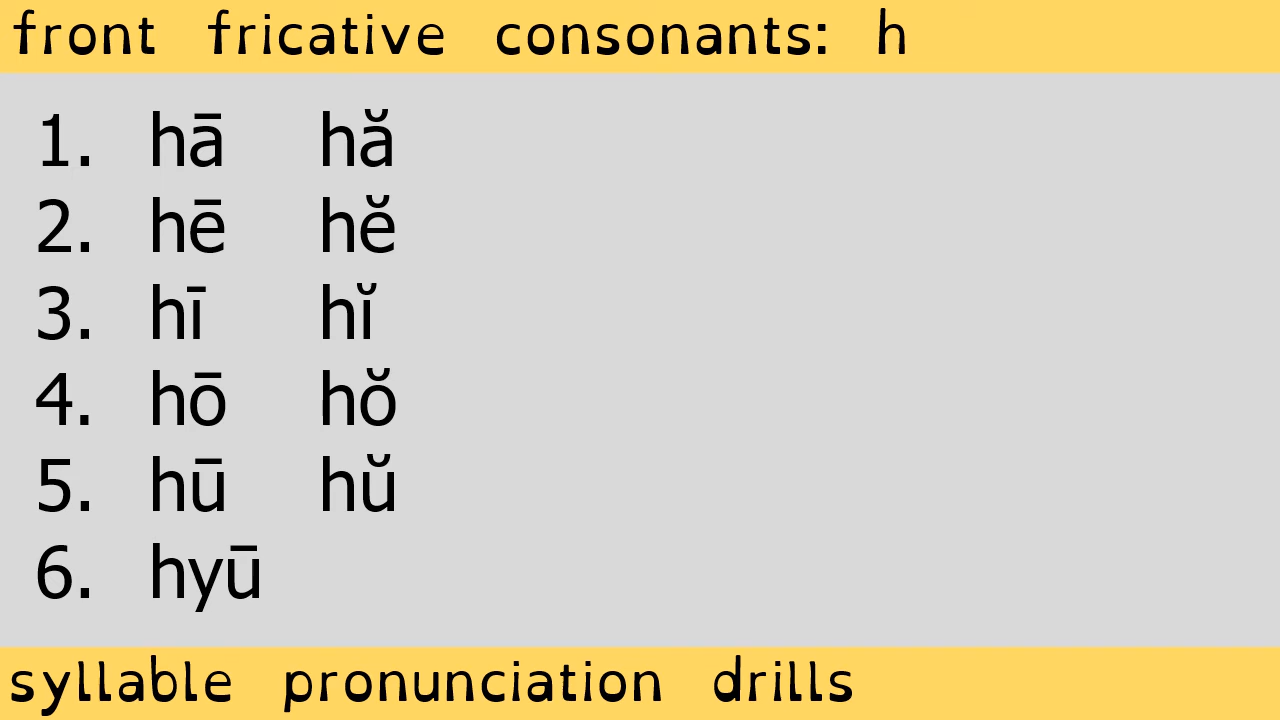 front fricative consonants: h
1. hā hă
2. hē hĕ
3. hī hĭ
4. hō hŏ
5. hū hŭ
6. hyū
syllable pronunciation drills